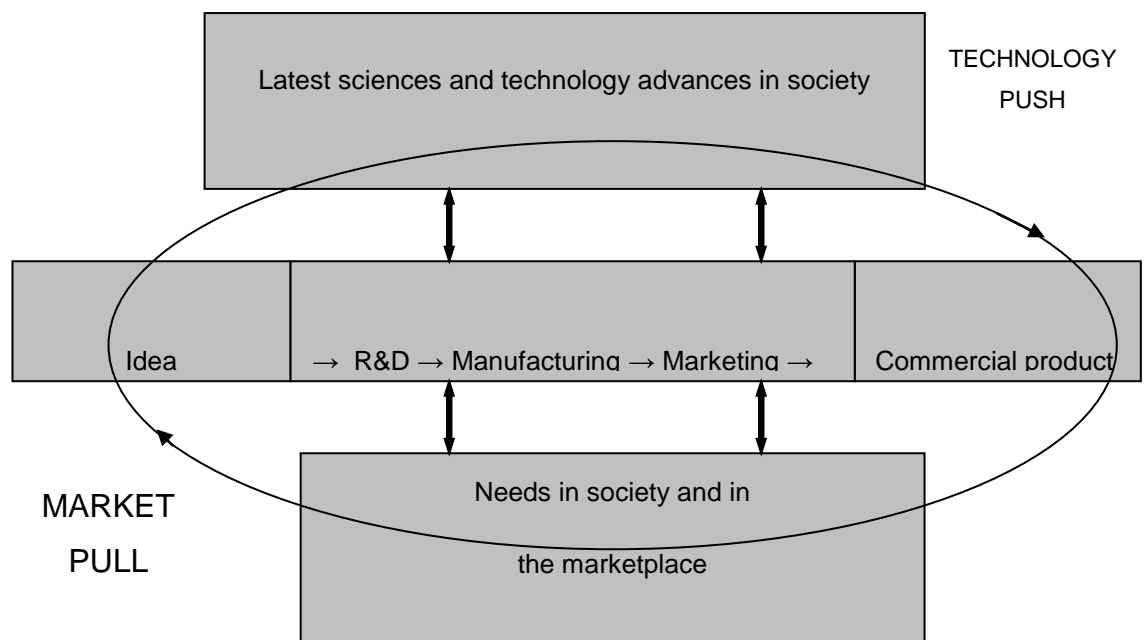 Latest sciences and technology advances in society
TECHNOLOGY
PUSH
Idea
→ R&D → Manufacturing → Marketing →
Commercial product
MARKET
PULL
Needs in society and in
the marketplace